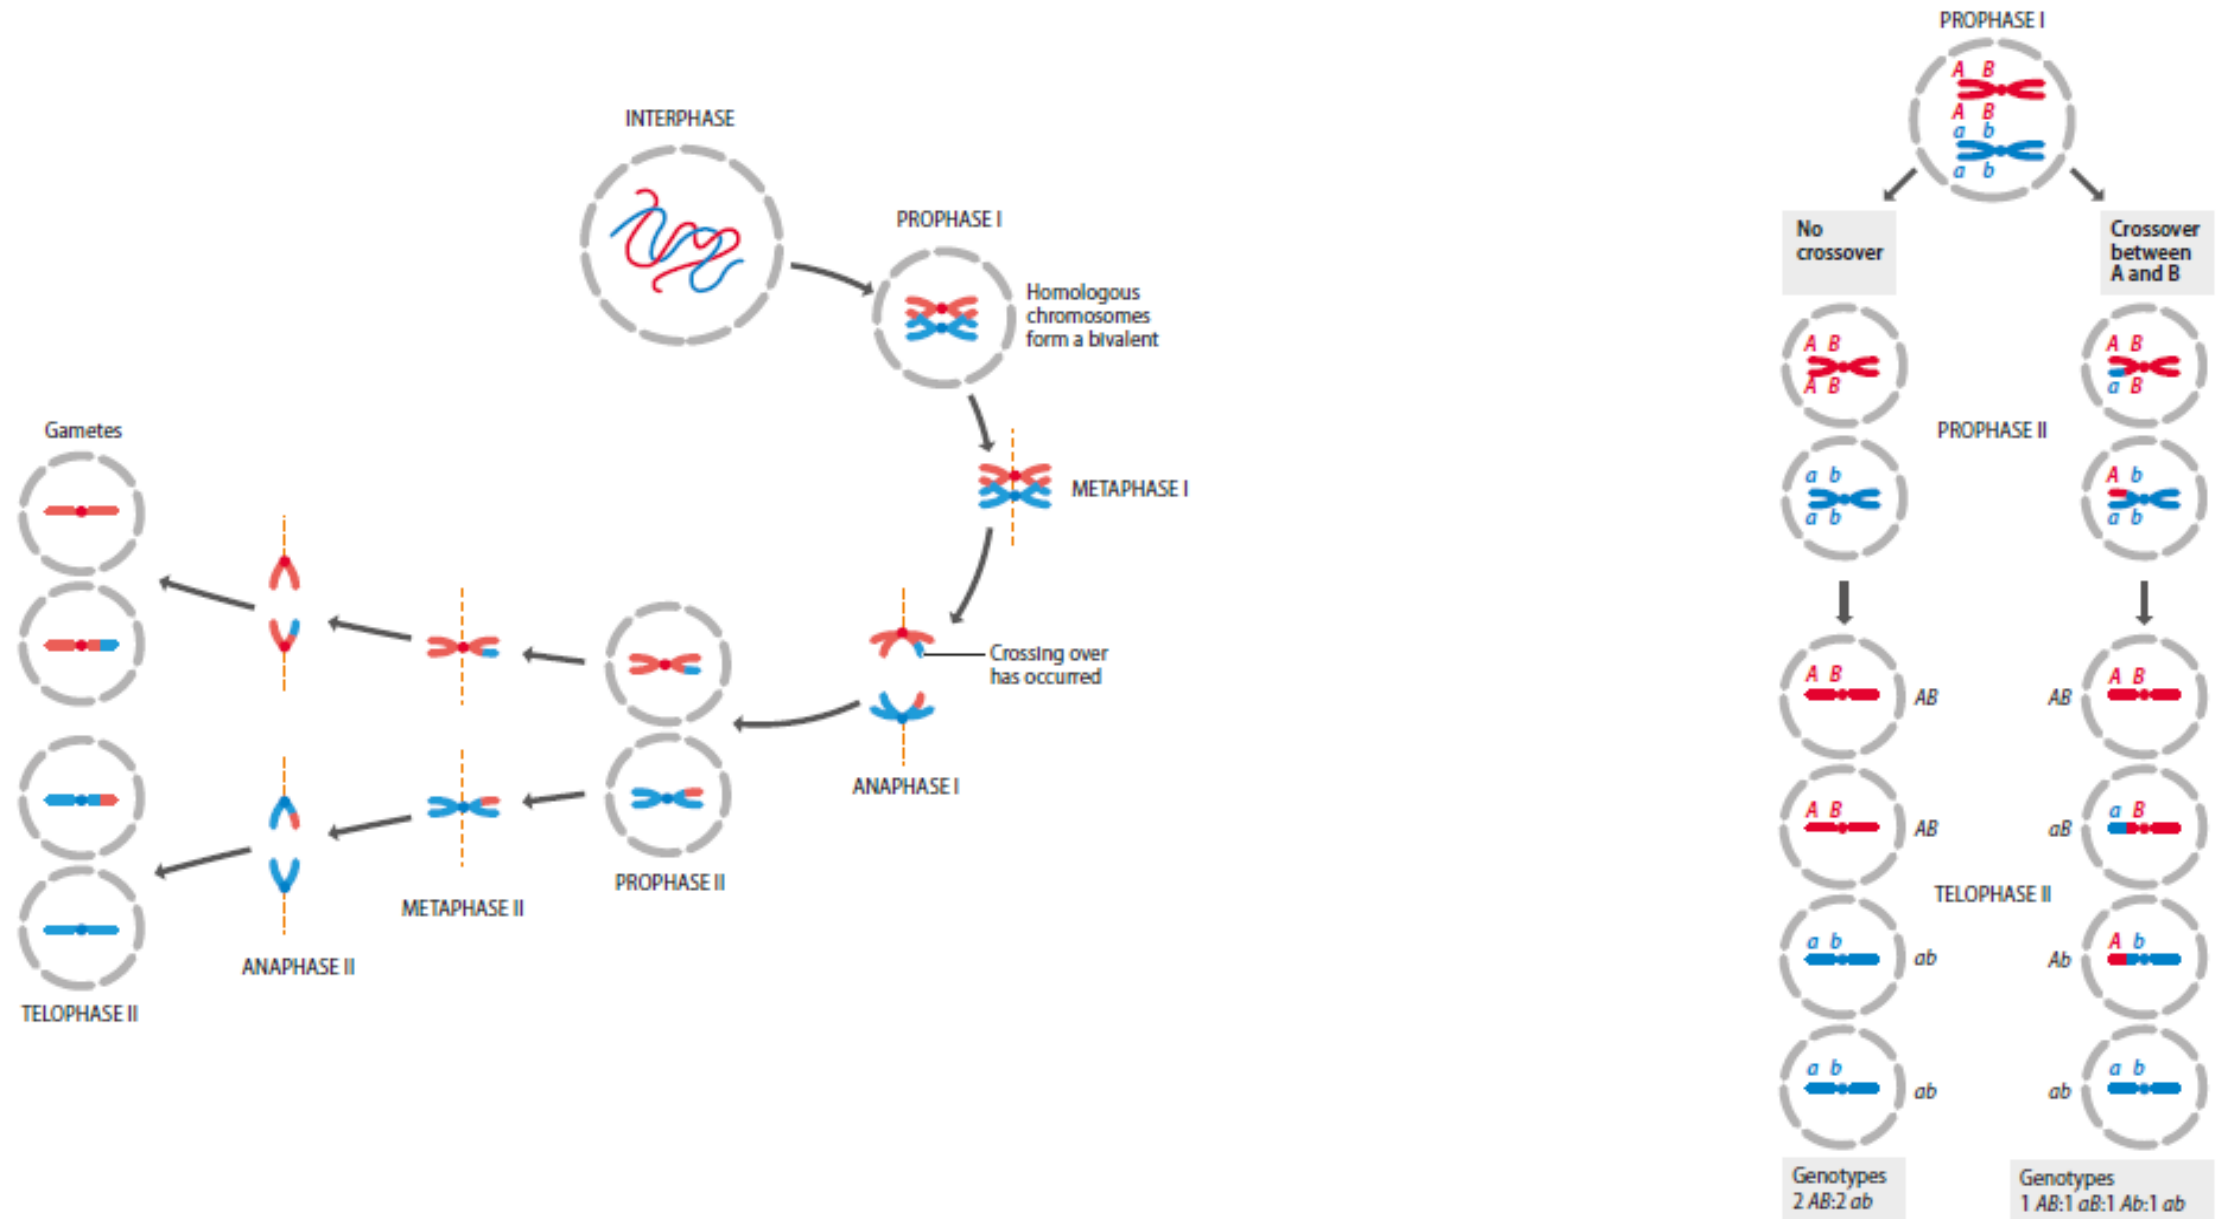 INTERPHASE
PROPHASE I
Homologous
chromosomes
form a bivalent
METAPHASE I
Crossing over
has occurred
ANAPHASE I
PROPHASE II
METAPHASE II
ANAPHASE II
Gametes
TELOPHASE II
PROPHASE I
A B
A B
a b
a b
No
crossover
Crossover
between
A and B
A B
A B
A B
a B
PROPHASE II
a b
a b
A b
a b
A B
AB
AB
A B
A B
AB
aB
a B
TELOPHASE II
a b
ab
Ab
A b
a b
ab
ab
a b
Genotypes
2 AB:2 ab
Genotypes
1 AB:1 aB:1 Ab:1 ab